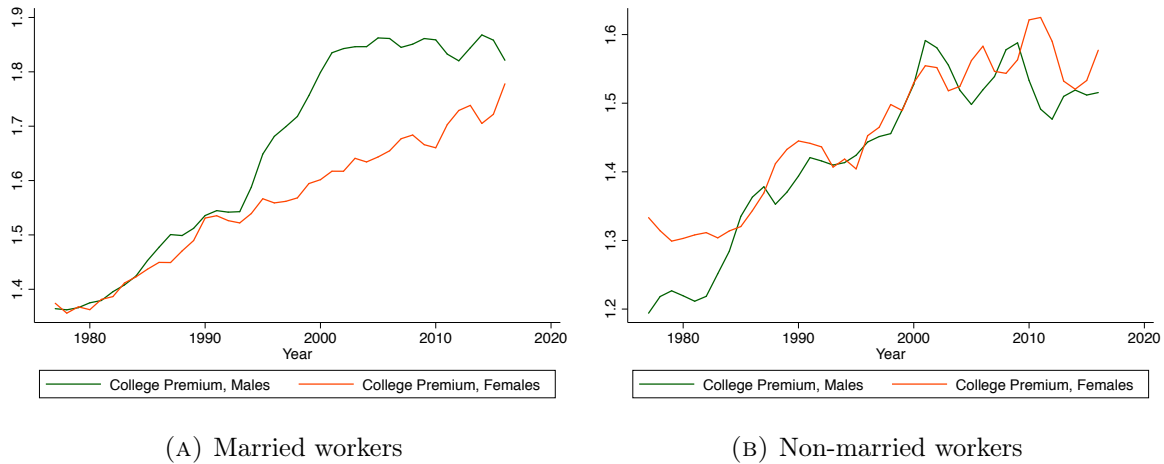 1.9
1.8
1.7
1.6
1.5
1.4
1980 1990 2000 2010 2020
Year
College Premium, Males College Premium, Females
(A) Married workers
1.6
1.5
1.4
1.3
1.2
1980 1990 2000 2010 2020
Year
College Premium, Males College Premium, Females
(B) Non-married workers